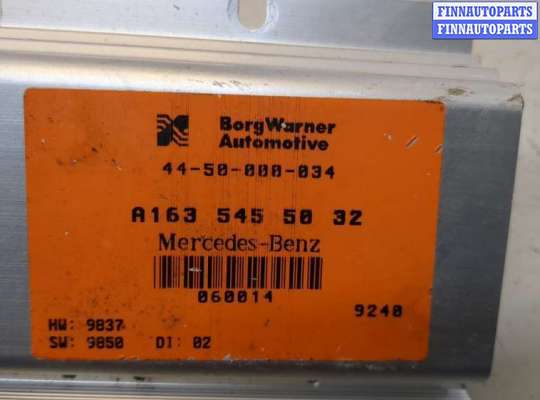 FINNAUTOPARTS
FINNAUTOPARTS
BorgWarner
Automotive
44-50-000-034
A163 545 50 32
Mercedes-Benz
060014
9240
HW: 9837
SW: 9850 DI: 02